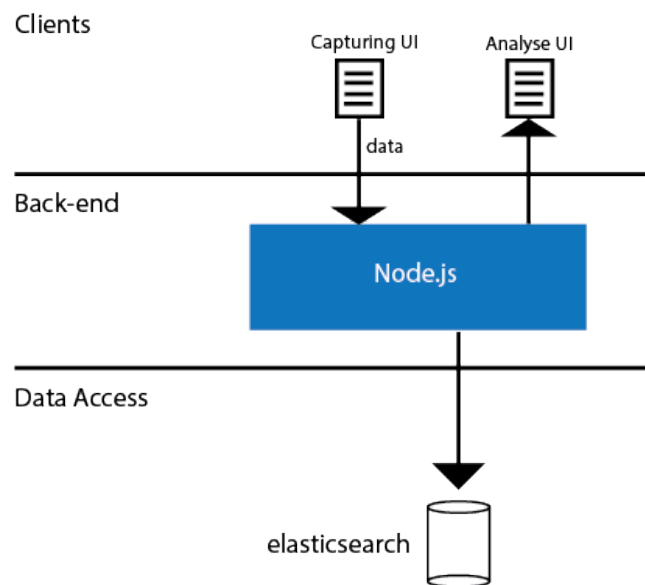 Clients
Capturing UI
Analyse UI
data
Back-end
Node.js
Data Access
elasticsearch